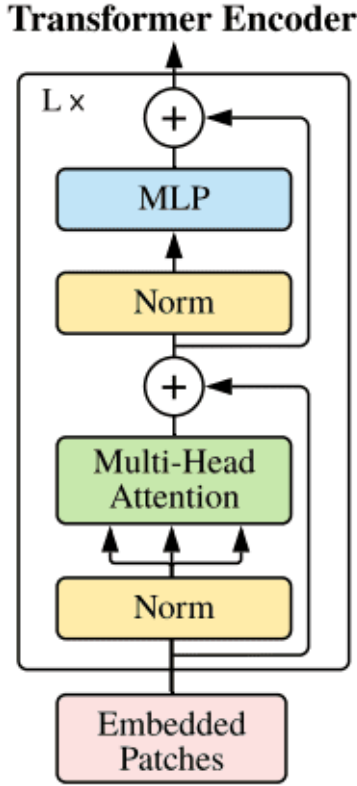 Transformer Encoder
L ×
+
MLP
Norm
+
Multi-Head
Attention
Norm
Embedded
Patches